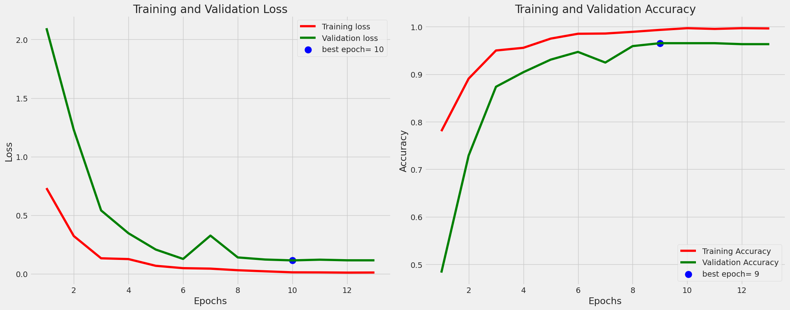 Training and Validation Loss
Training loss
Validation loss
best epoch= 10
2.0
1.5
1.0
0.5
0.0
Loss
2 4 6 8 10 12
Epochs
Training and Validation Accuracy
1.0
0.9
0.8
0.7
0.6
0.5
Accuracy
Training Accuracy
Validation Accuracy
best epoch= 9
2 4 6 8 10 12
Epochs